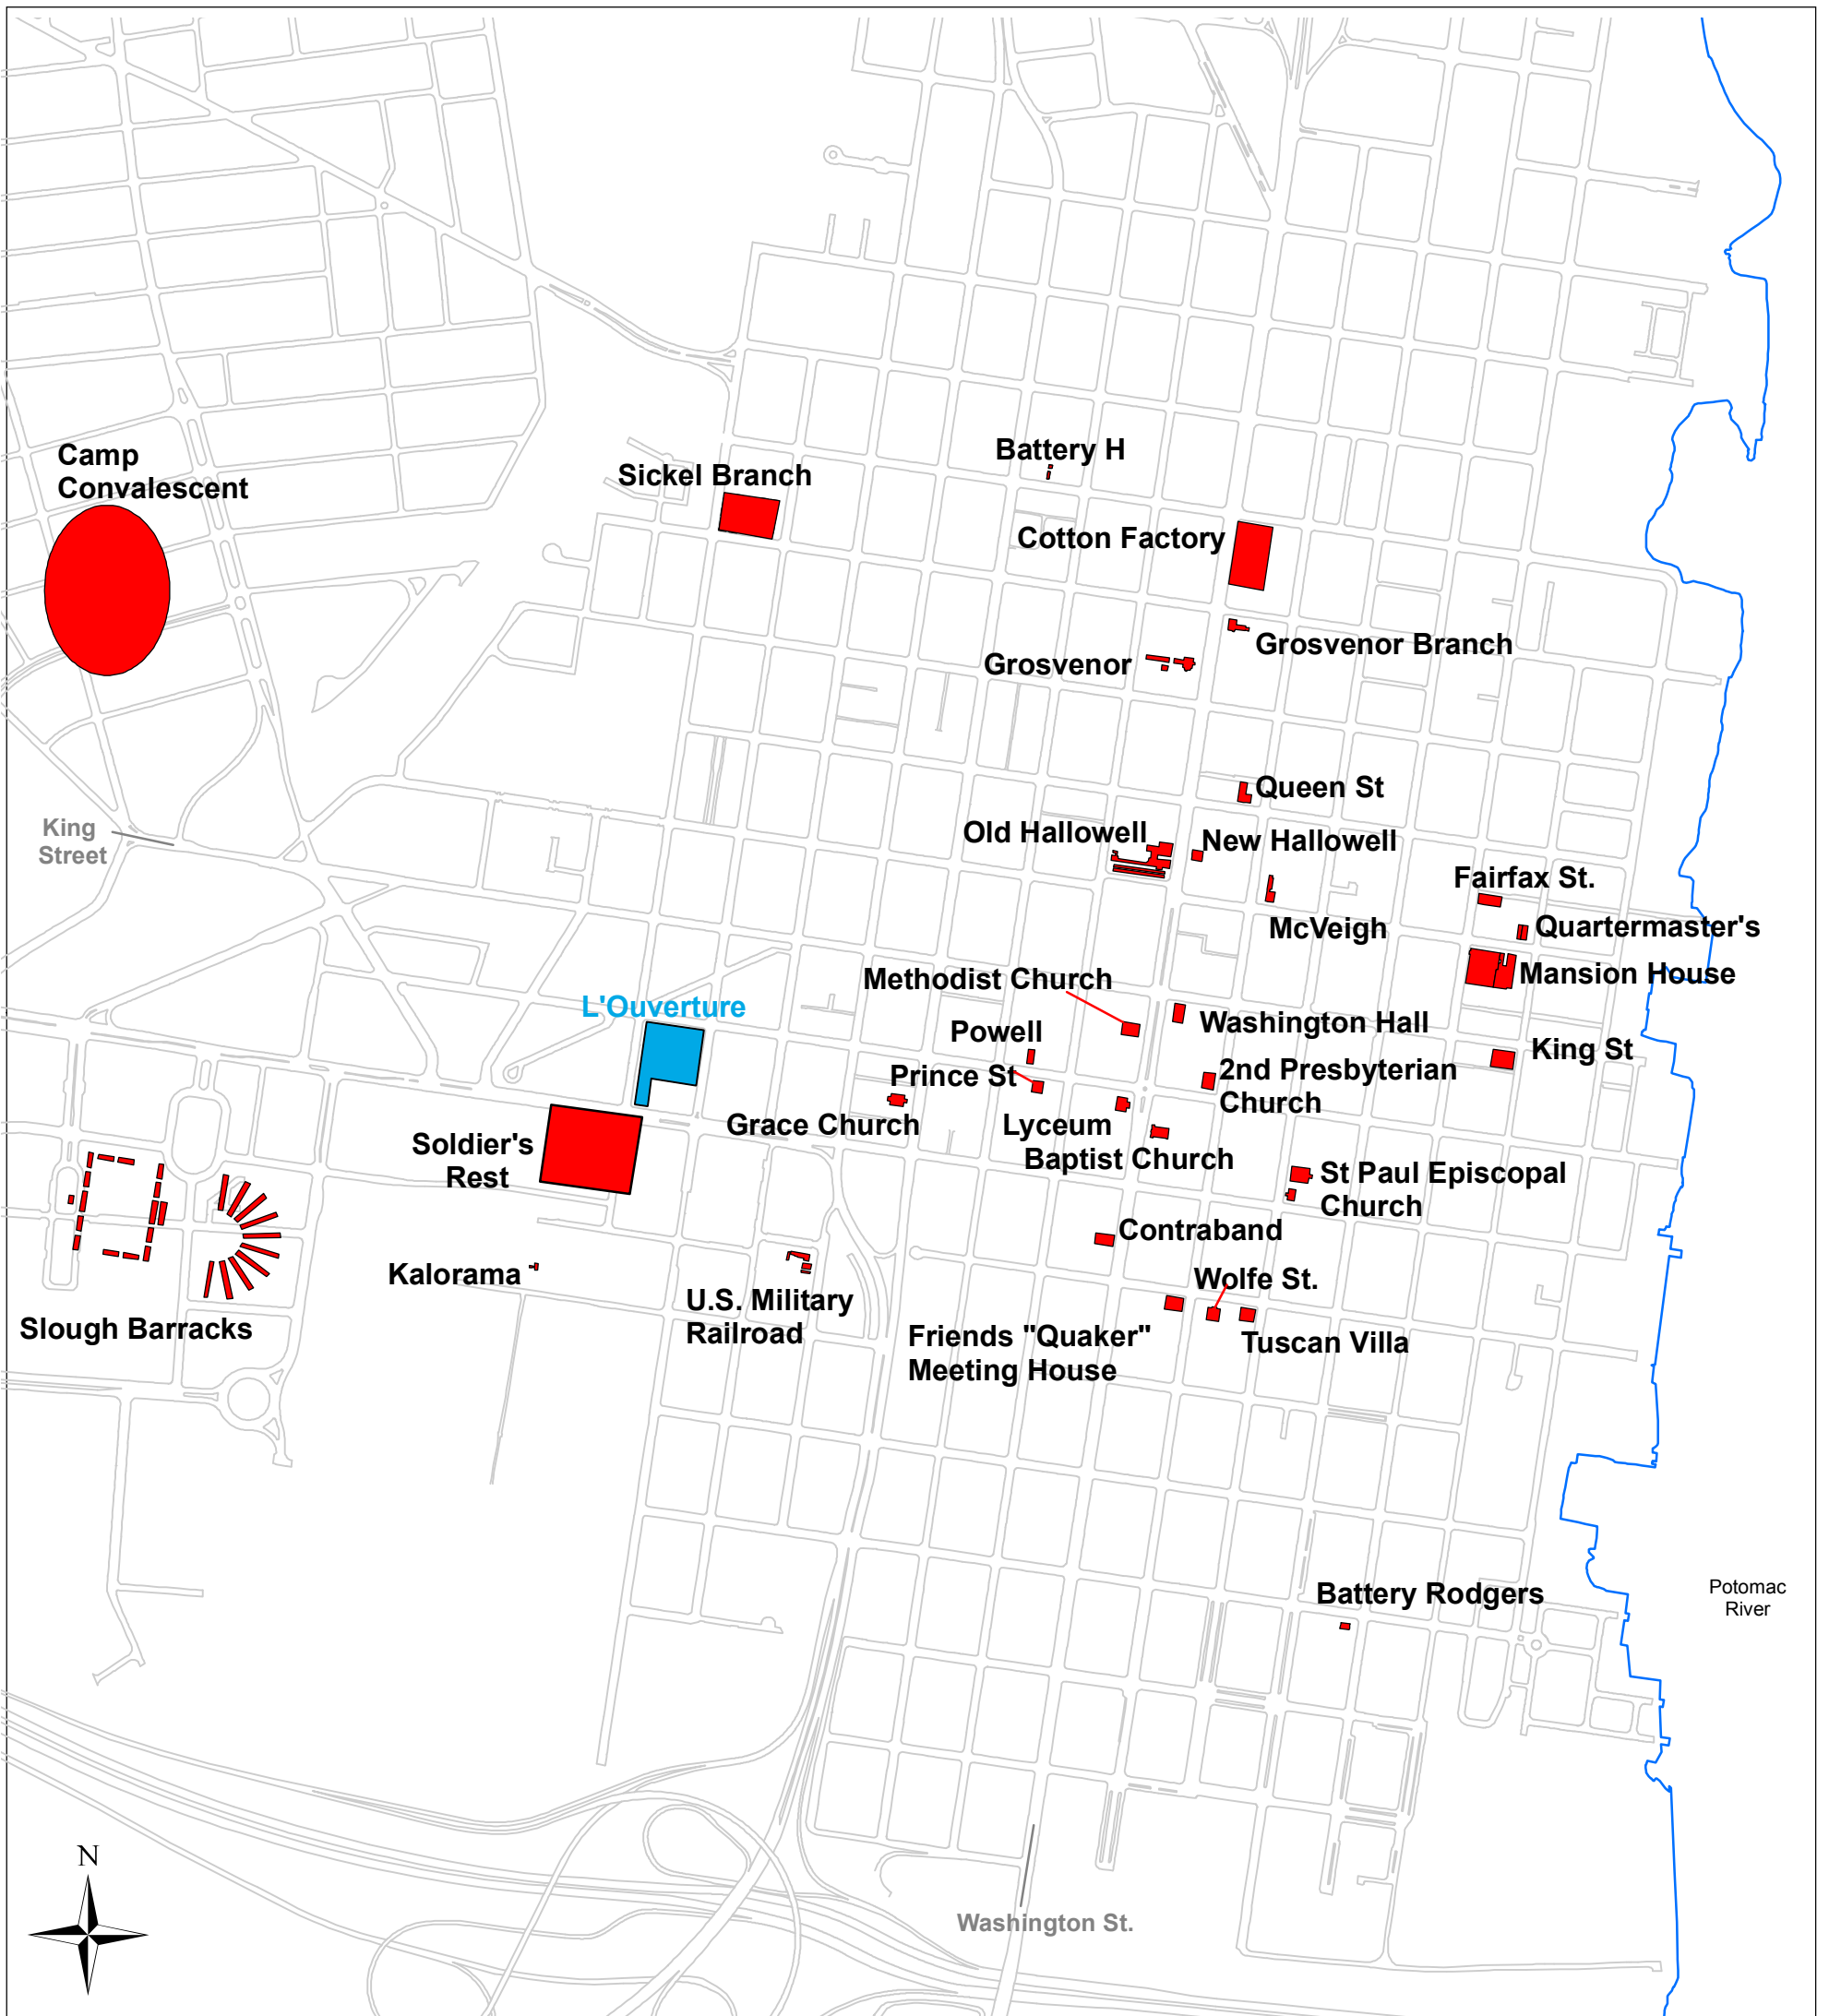 Camp
Convalescent
Sickel Branch
Battery H
Cotton Factory
Grosvenor Branch
Grosvenor
Queen St
King
Street
Old Hallowell
New Hallowell
Fairfax St.
McVeigh
Quartermaster's
Mansion House
Methodist Church
L'Ouverture
Washington Hall
Powell
King St
Prince St
2nd Presbyterian
Church
Grace Church
Lyceum
Soldier's
Rest
Baptist Church
St Paul Episcopal
Church
Contraband
Kalorama
Wolfe St.
U.S. Military
Railroad
Slough Barracks
Friends "Quaker"
Meeting House
Tuscan Villa
Battery Rodgers
Potomac
River
N
Washington St.